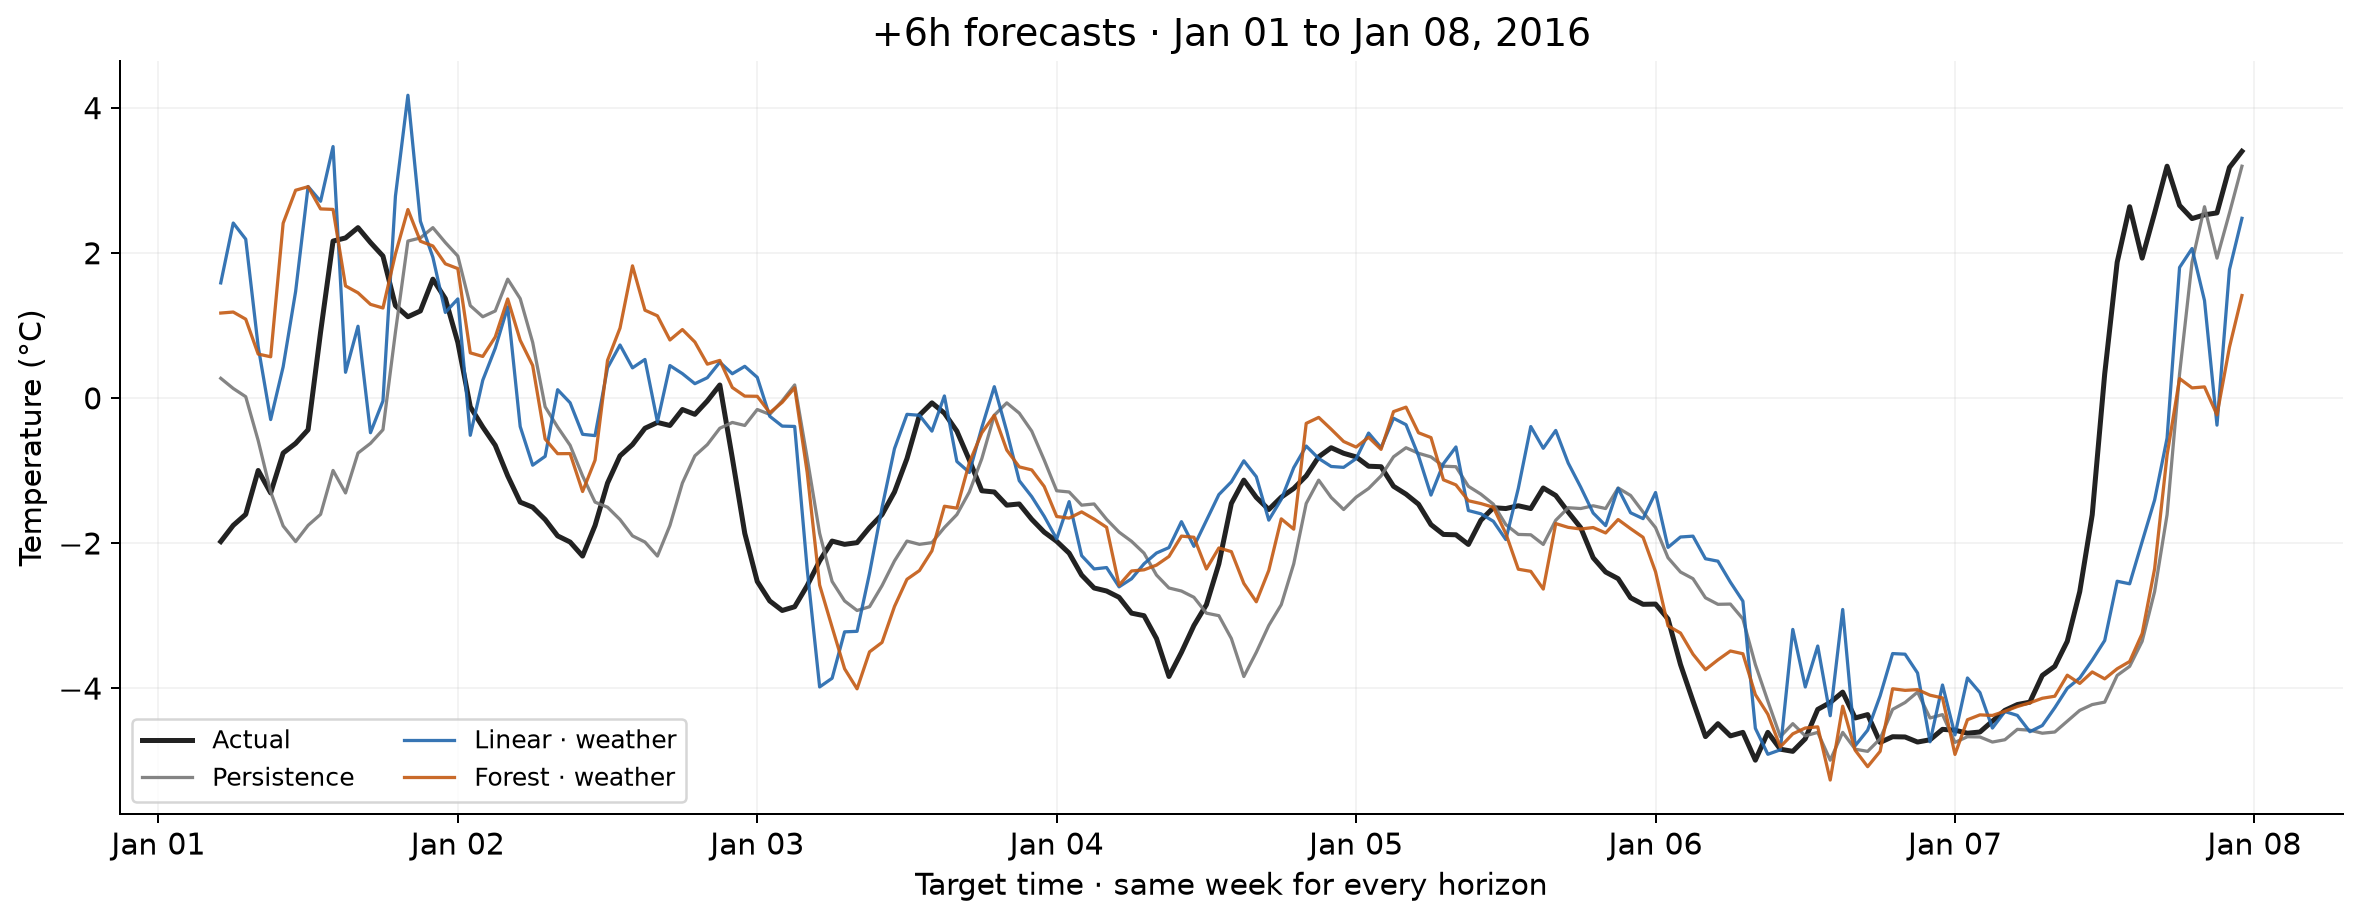 +6h forecasts · Jan 01 to Jan 08, 2016
Temperature (°C)
4
2
0
−2
−4
Actual
Persistence
Linear · weather
Forest · weather
Jan 01 Jan 02 Jan 03 Jan 04 Jan 05 Jan 06 Jan 07 Jan 08
Target time · same week for every horizon